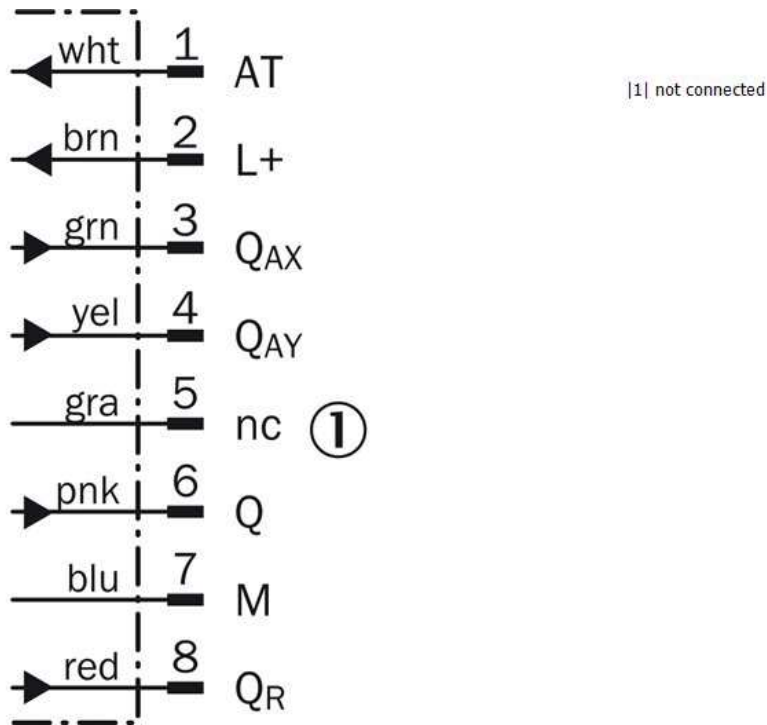 wht 1 AT
|1| not connected
brn 2 L+
grn 3 QAX
yel 4 QAY
gra 5 nc ①
pnk 6 Q
blu 7 M
red 8 QR